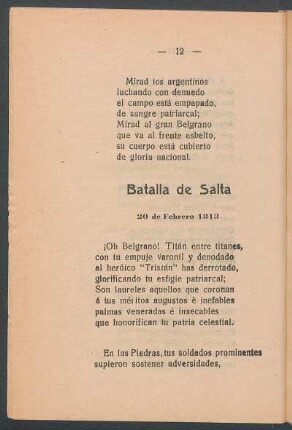 — 12 —
Mirad los argentinos
luchando con denuedo
el campo está empapado,
de sangre patriarcal;
Mirad al gran Belgrano
que va al frente esbelto,
su cuerpo está cubierto
de gloria nacional.
Batalla de Salta
20 de Febrero 1813
¡Oh Belgrano! Titán entre titanes,
con tu empuje varonil y denodado
al heróico "Tristán" has derrotado,
glorificando tu esfigie patriarcal;
Son laureles aquellos que coronan
á tus méritos augustos é inefables
palmas veneradas é insecables
que honorifican tu patria celestial.
En las Piedras, tus soldados prominentes
supieron sostener adversidades,